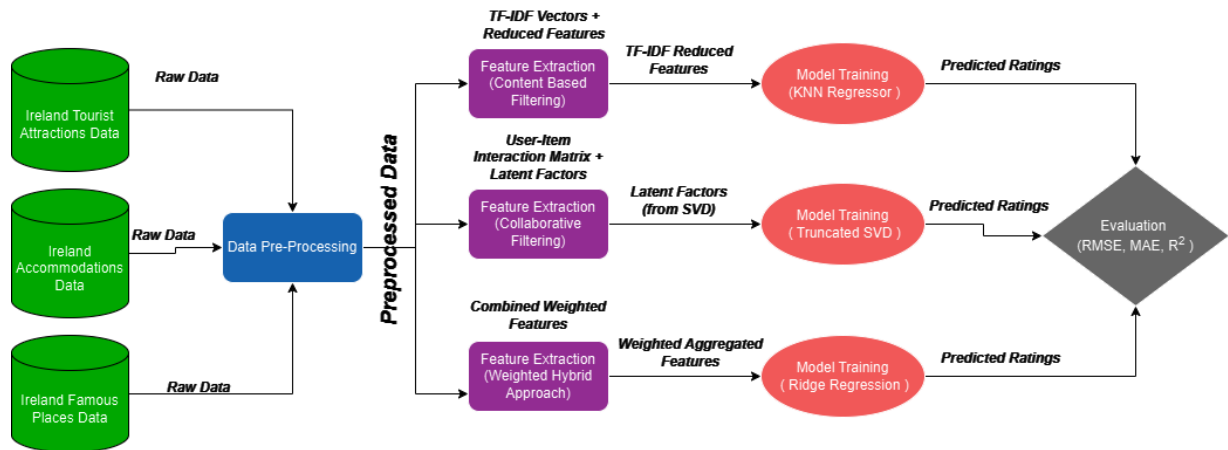 Raw Data
Ireland Tourist
Attractions Data
Raw Data
Ireland
Accommodations
Data
Raw Data
Ireland Famous
Places Data
Data Pre-Processing
Preprocessed Data
TF-IDF Vectors +
Reduced Features
Feature Extraction
(Content Based
Filtering)
TF-IDF Reduced
Features
Model Training
(KNN Regressor )
Predicted Ratings
User-Item
Interaction Matrix +
Latent Factors
Feature Extraction
(Collaborative
Filtering)
Latent Factors
(from SVD)
Model Training
( Truncated SVD )
Predicted Ratings
Combined Weighted
Features
Feature Extraction
(Weighted Hybrid
Approach)
Weighted Aggregated
Features
Model Training
( Ridge Regression )
Predicted Ratings
Evaluation
(RMSE, MAE, R² )